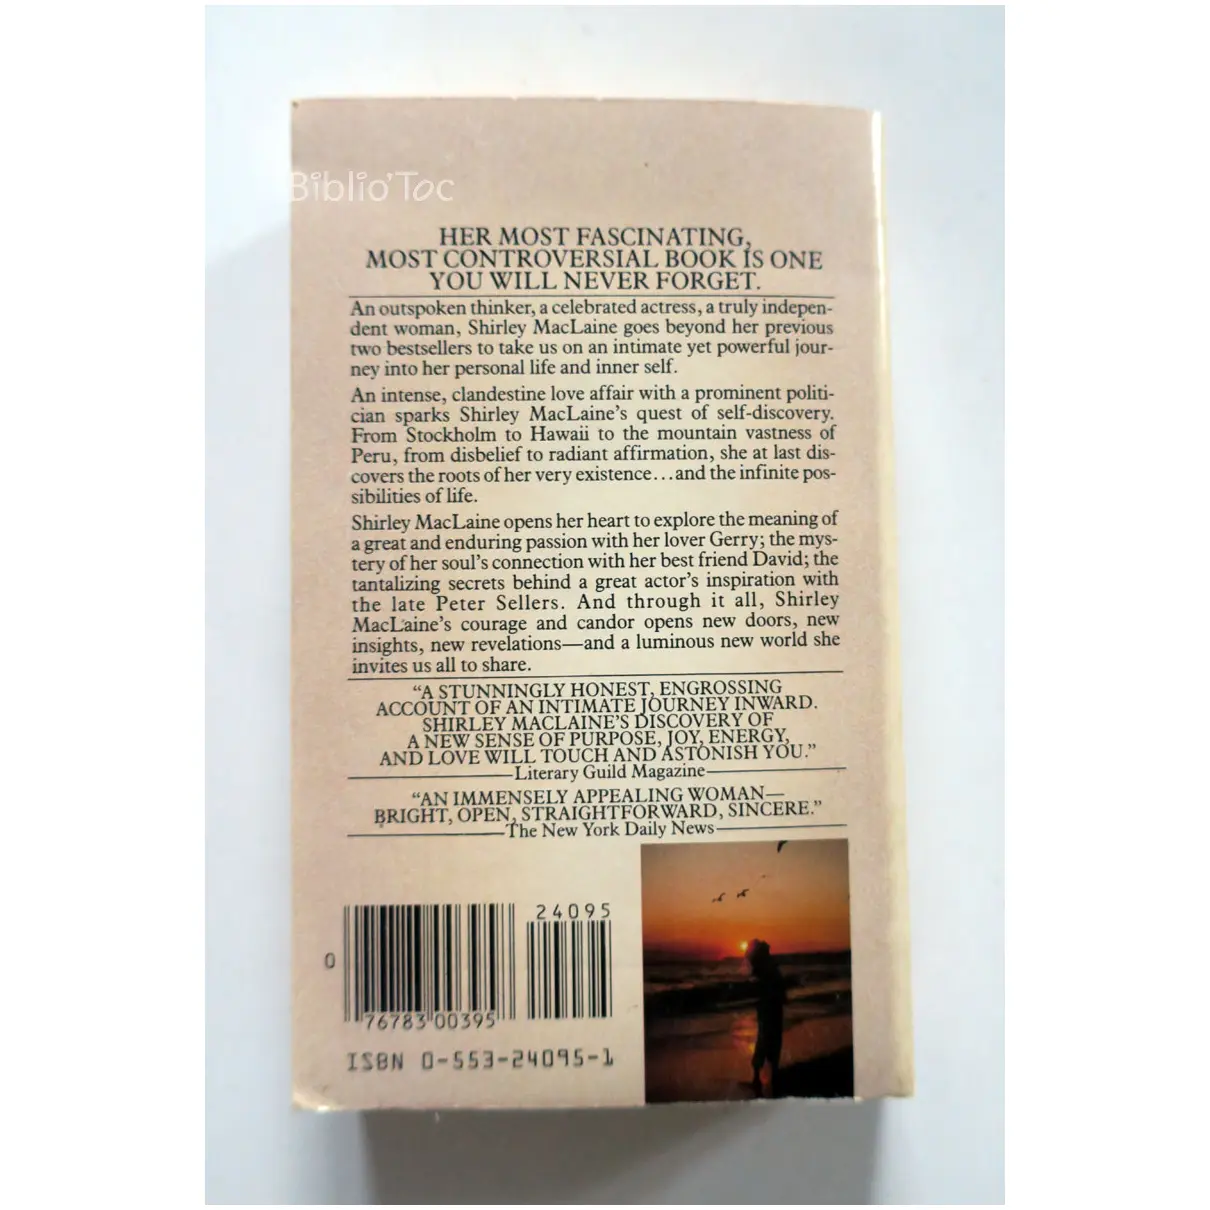 Biblio'Toc
HER MOST FASCINATING,
MOST CONTROVERSIAL BOOK IS ONE
YOU WILL NEVER FORGET.
An outspoken thinker, a celebrated actress, a truly indepen-
dent woman, Shirley MacLaine goes beyond her previous
two bestsellers to take us on an intimate yet powerful jour-
ney into her personal life and inner self.
An intense, clandestine love affair with a prominent politi-
cian sparks Shirley MacLaine's quest of self-discovery.
From Stockholm to Hawaii to the mountain vastness of
Peru, from disbelief to radiant affirmation, she at last dis-
covers the roots of her very existence...and the infinite pos-
sibilities of life.
Shirley MacLaine opens her heart to explore the meaning of
a great and enduring passion with her lover Gerry; the mys-
tery of her soul's connection with her best friend David; the
tantalizing secrets behind a great actor's inspiration with
the late Peter Sellers. And through it all, Shirley
MacLaine's courage and candor opens new doors, new
insights, new revelations—and a luminous new world she
invites us all to share.
"A STUNNINGLY HONEST, ENGROSSING
ACCOUNT OF AN INTIMATE JOURNEY INWARD.
SHIRLEY MACLAINE'S DISCOVERY OF
A NEW SENSE OF PURPOSE, JOY, ENERGY,
AND LOVE WILL TOUCH AND ASTONISH YOU."
—Literary Guild Magazine—
"AN IMMENSELY APPEALING WOMAN—
BRIGHT, OPEN, STRAIGHTFORWARD, SINCERE."
—The New York Daily News—
24095
0
76783 00395
ISBN 0-553-24095-1